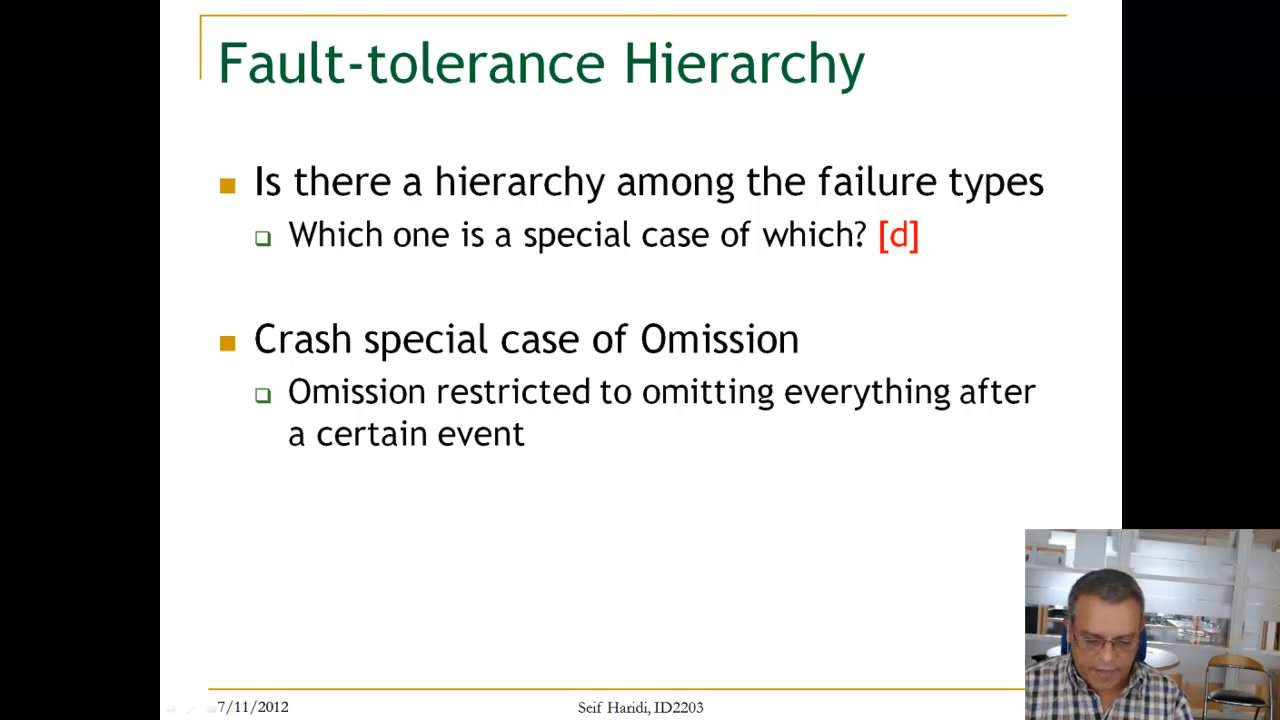 Fault-tolerance Hierarchy
Is there a hierarchy among the failure types
Which one is a special case of which? [d]
Crash special case of Omission
Omission restricted to omitting everything after
a certain event
7/11/2012
Seif Haridi, ID2203